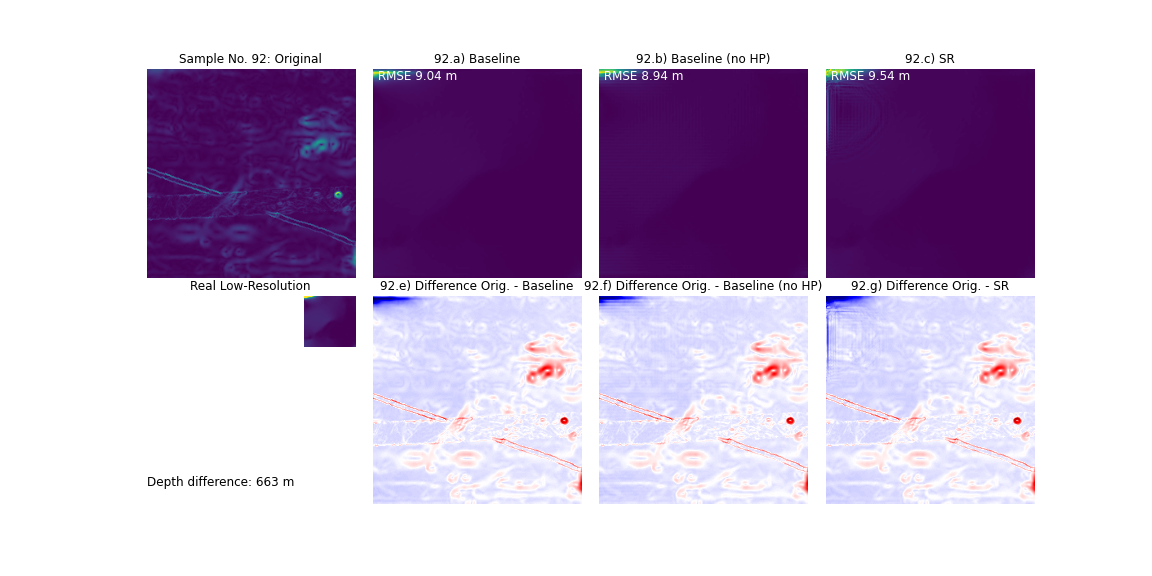 Sample No. 92: Original
92.a) Baseline
92.b) Baseline (no HP)
92.c) SR
RMSE 9.04 m
RMSE 8.94 m
RMSE 9.54 m
Real Low-Resolution
92.e) Difference Orig. - Baseline
92.f) Difference Orig. - Baseline (no HP)
92.g) Difference Orig. - SR
Depth difference: 663 m